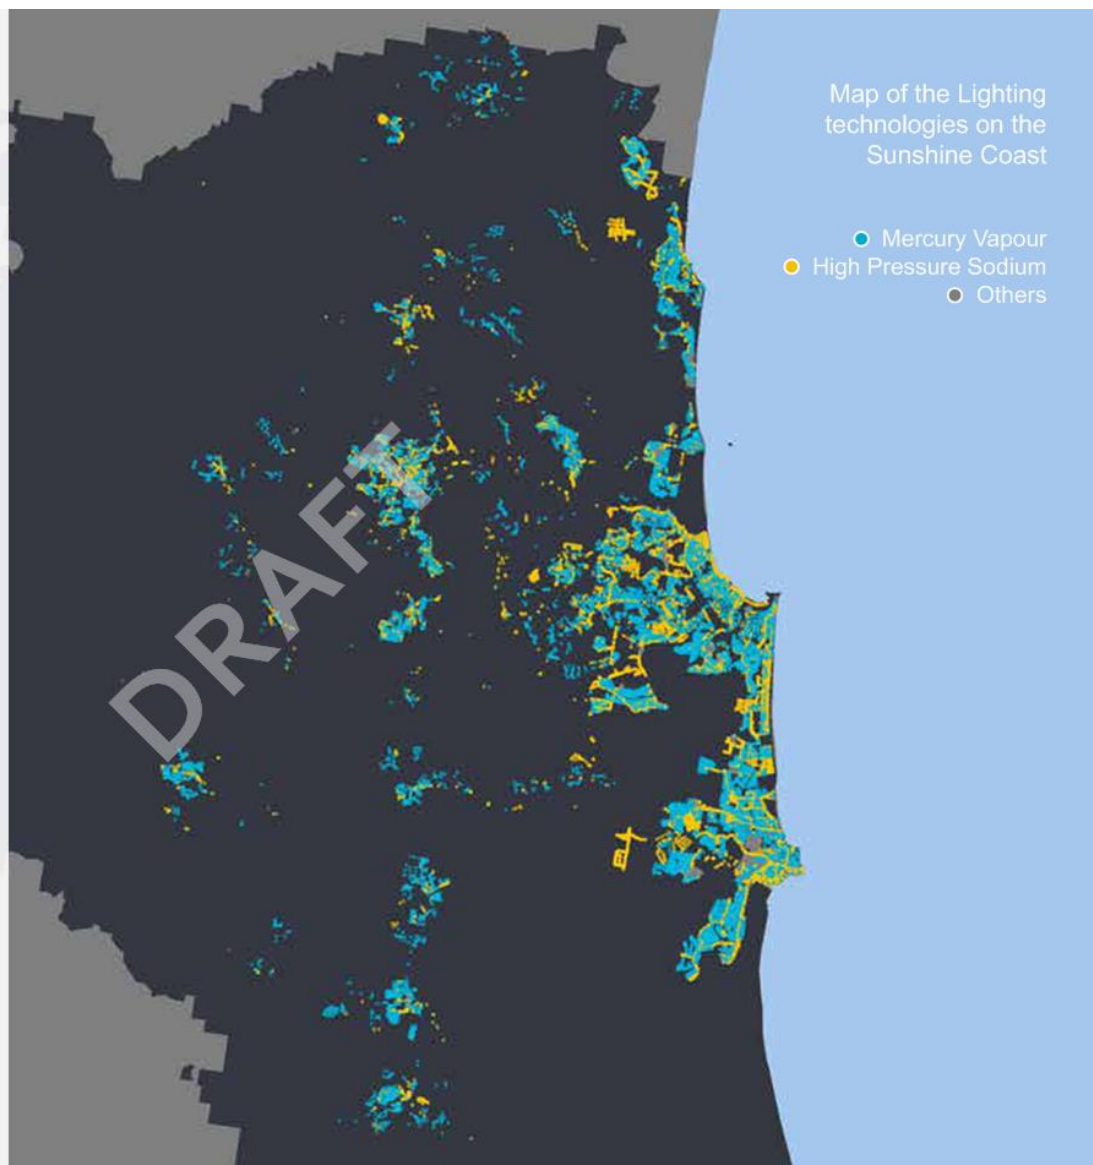 Map of the Lighting
technologies on the
Sunshine Coast
Mercury Vapour
High Pressure Sodium
Others
DRAFT